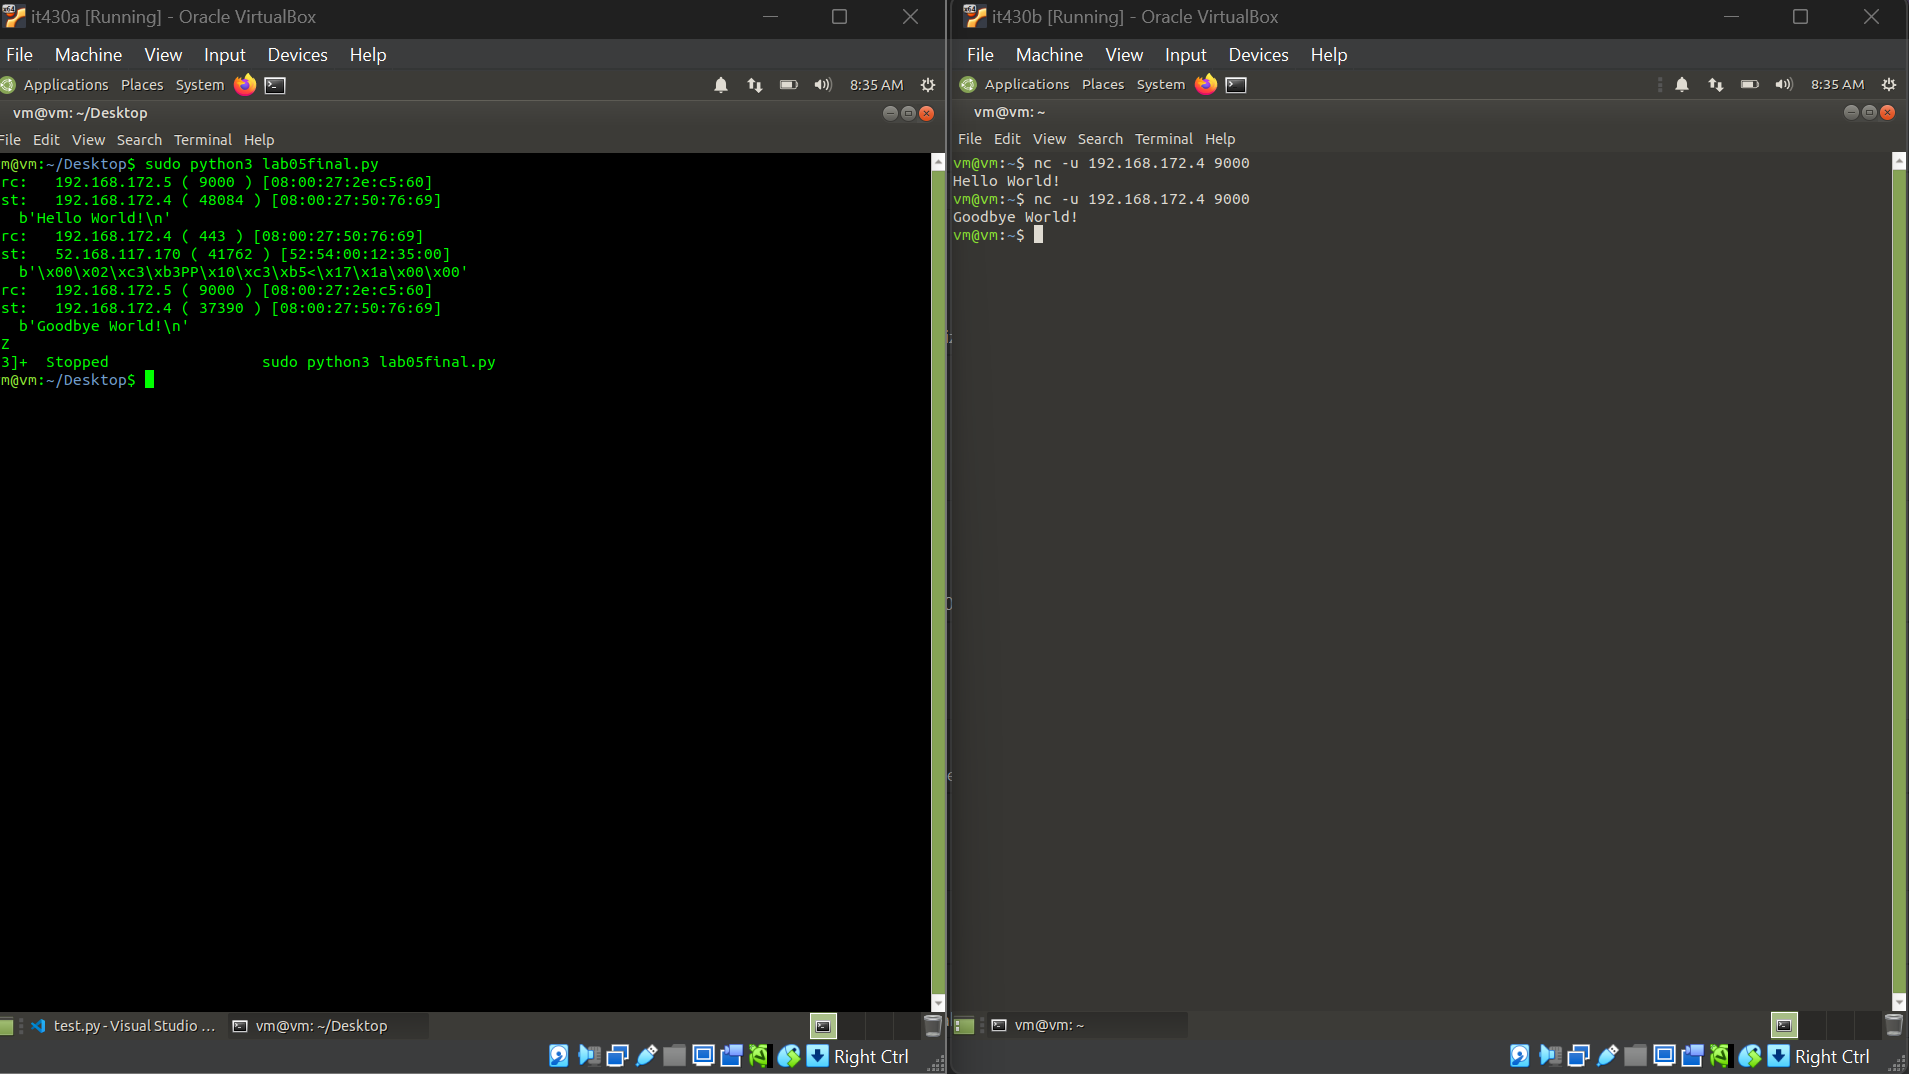 it430a [Running] - Oracle VirtualBox
File Machine View Input Devices Help
Applications Places System 8:35 AM
vm@vm: ~/Desktop
File Edit View Search Terminal Help
m@vm:~/Desktop$ sudo python3 lab05final.py
rc:   192.168.172.5 ( 9000 ) [08:00:27:2e:c5:60]
st:   192.168.172.4 ( 48084 ) [08:00:27:50:76:69]
  b'Hello World!\n'
rc:   192.168.172.4 ( 443 ) [08:00:27:50:76:69]
st:   52.168.117.170 ( 41762 ) [52:54:00:12:35:00]
  b'\x00\x02\xc3\xb3PP\x10\xc3\xb5<\x17\x1a\x00\x00'
rc:   192.168.172.5 ( 9000 ) [08:00:27:2e:c5:60]
st:   192.168.172.4 ( 37390 ) [08:00:27:50:76:69]
  b'Goodbye World!\n'
Z
3]+  Stopped                 sudo python3 lab05final.py
m@vm:~/Desktop$
test.py - Visual Studio ... vm@vm: ~/Desktop
Right Ctrl
it430b [Running] - Oracle VirtualBox
File Machine View Input Devices Help
Applications Places System 8:35 AM
vm@vm: ~
File Edit View Search Terminal Help
vm@vm:~$ nc -u 192.168.172.4 9000
Hello World!
vm@vm:~$ nc -u 192.168.172.4 9000
Goodbye World!
vm@vm:~$
vm@vm: ~
Right Ctrl